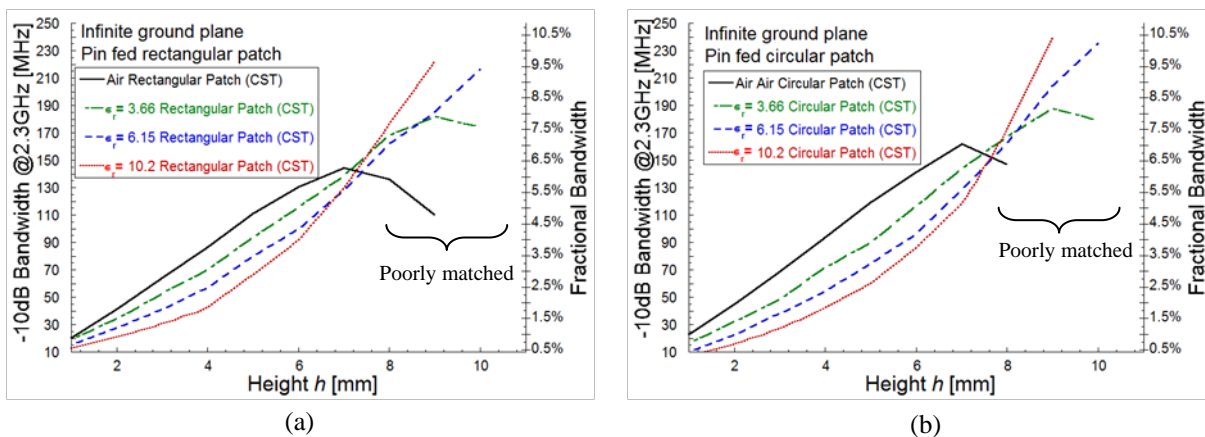 Infinite ground plane
Pin fed rectangular patch
Air Rectangular Patch (CST)
ϵr = 3.66 Rectangular Patch (CST)
ϵr = 6.15 Rectangular Patch (CST)
ϵr = 10.2 Rectangular Patch (CST)
Poorly matched
-10dB Bandwidth @2.3GHz [MHz]
250
230
210
190
170
150
130
110
90
70
50
30
10
10.5%
9.5%
8.5%
7.5%
6.5%
5.5%
4.5%
3.5%
2.5%
1.5%
0.5%
Fractional Bandwidth
2 4 6 8 10
Height h [mm]
(a)
Infinite ground plane
Pin fed circular patch
Air Air Circular Patch (CST)
ϵr = 3.66 Circular Patch (CST)
ϵr = 6.15 Circular Patch (CST)
ϵr = 10.2 Circular Patch (CST)
Poorly matched
-10dB Bandwidth @2.3GHz [MHz]
250
230
210
190
170
150
130
110
90
70
50
30
10
10.5%
9.5%
8.5%
7.5%
6.5%
5.5%
4.5%
3.5%
2.5%
1.5%
0.5%
Fractional Bandwidth
2 4 6 8 10
Height h [mm]
(b)